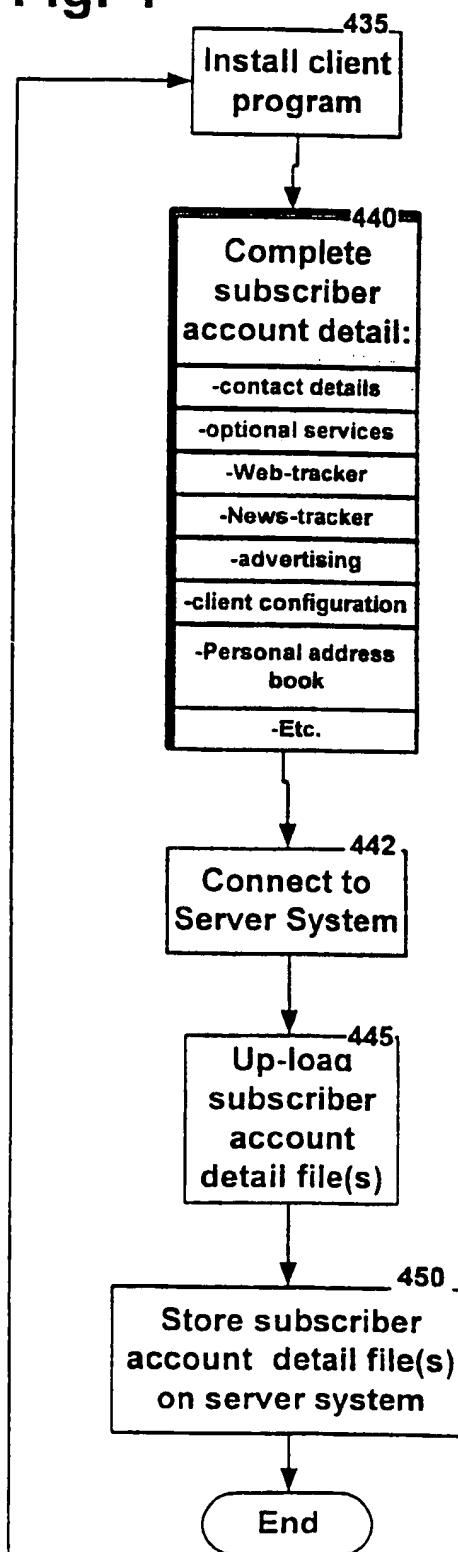 435
Install client
program
440
Complete
subscriber
account detail:
-contact details
-optional services
-Web-tracker
-News-tracker
-advertising
-client configuration
-Personal address
book
-Etc.
442
Connect to
Server System
445
Up-load
subscriber
account
detail file(s)
450
Store subscriber
account detail file(s)
on server system
End